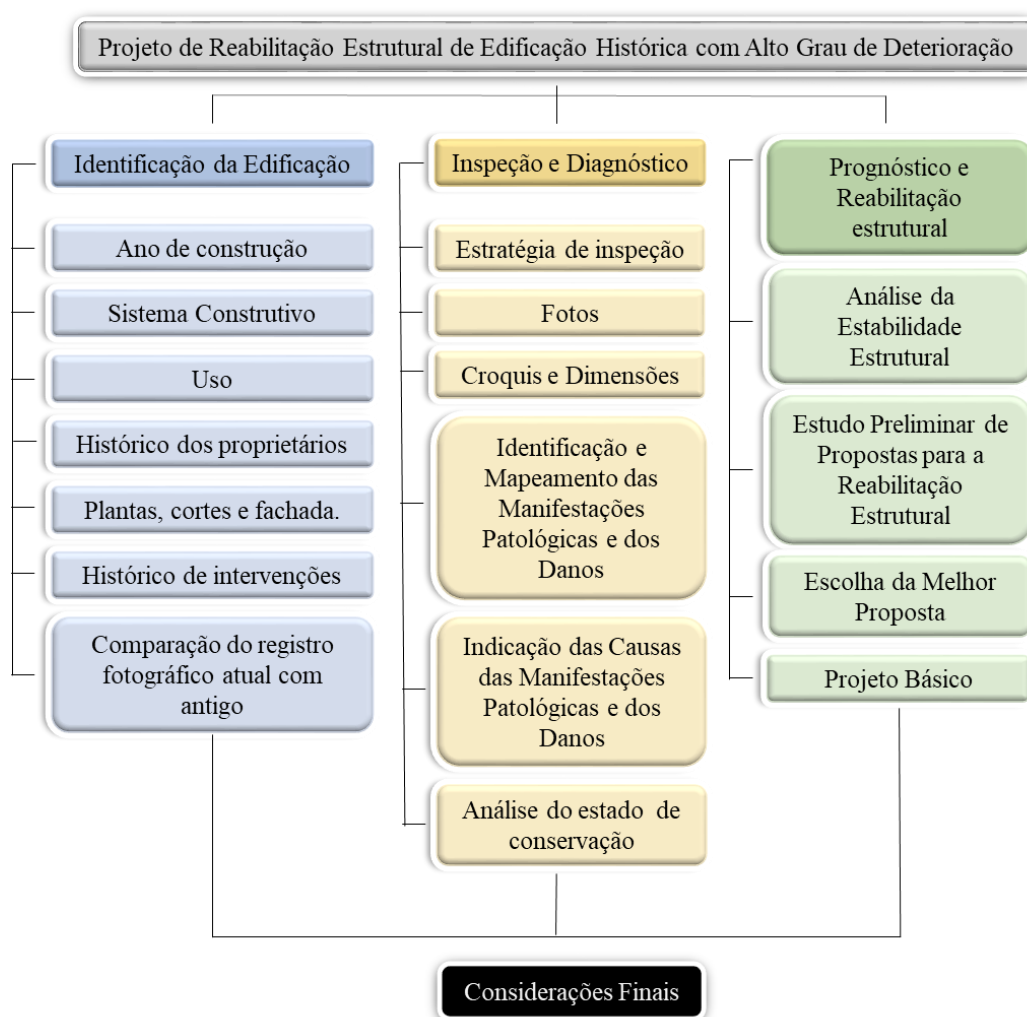 Projeto de Reabilitação Estrutural de Edificação Histórica com Alto Grau de Deterioração
Identificação da Edificação
Ano de construção
Sistema Construtivo
Uso
Histórico dos proprietários
Plantas, cortes e fachada.
Histórico de intervenções
Comparação do registro
fotográfico atual com
antigo
Inspeção e Diagnóstico
Estratégia de inspeção
Fotos
Croquis e Dimensões
Identificação e
Mapeamento das
Manifestações
Patológicas e dos
Danos
Indicação das Causas
das Manifestações
Patológicas e dos
Danos
Análise do estado de
conservação
Prognóstico e
Reabilitação
estrutural
Análise da
Estabilidade
Estrutural
Estudo Preliminar de
Propostas para a
Reabilitação
Estrutural
Escolha da Melhor
Proposta
Projeto Básico
Considerações Finais